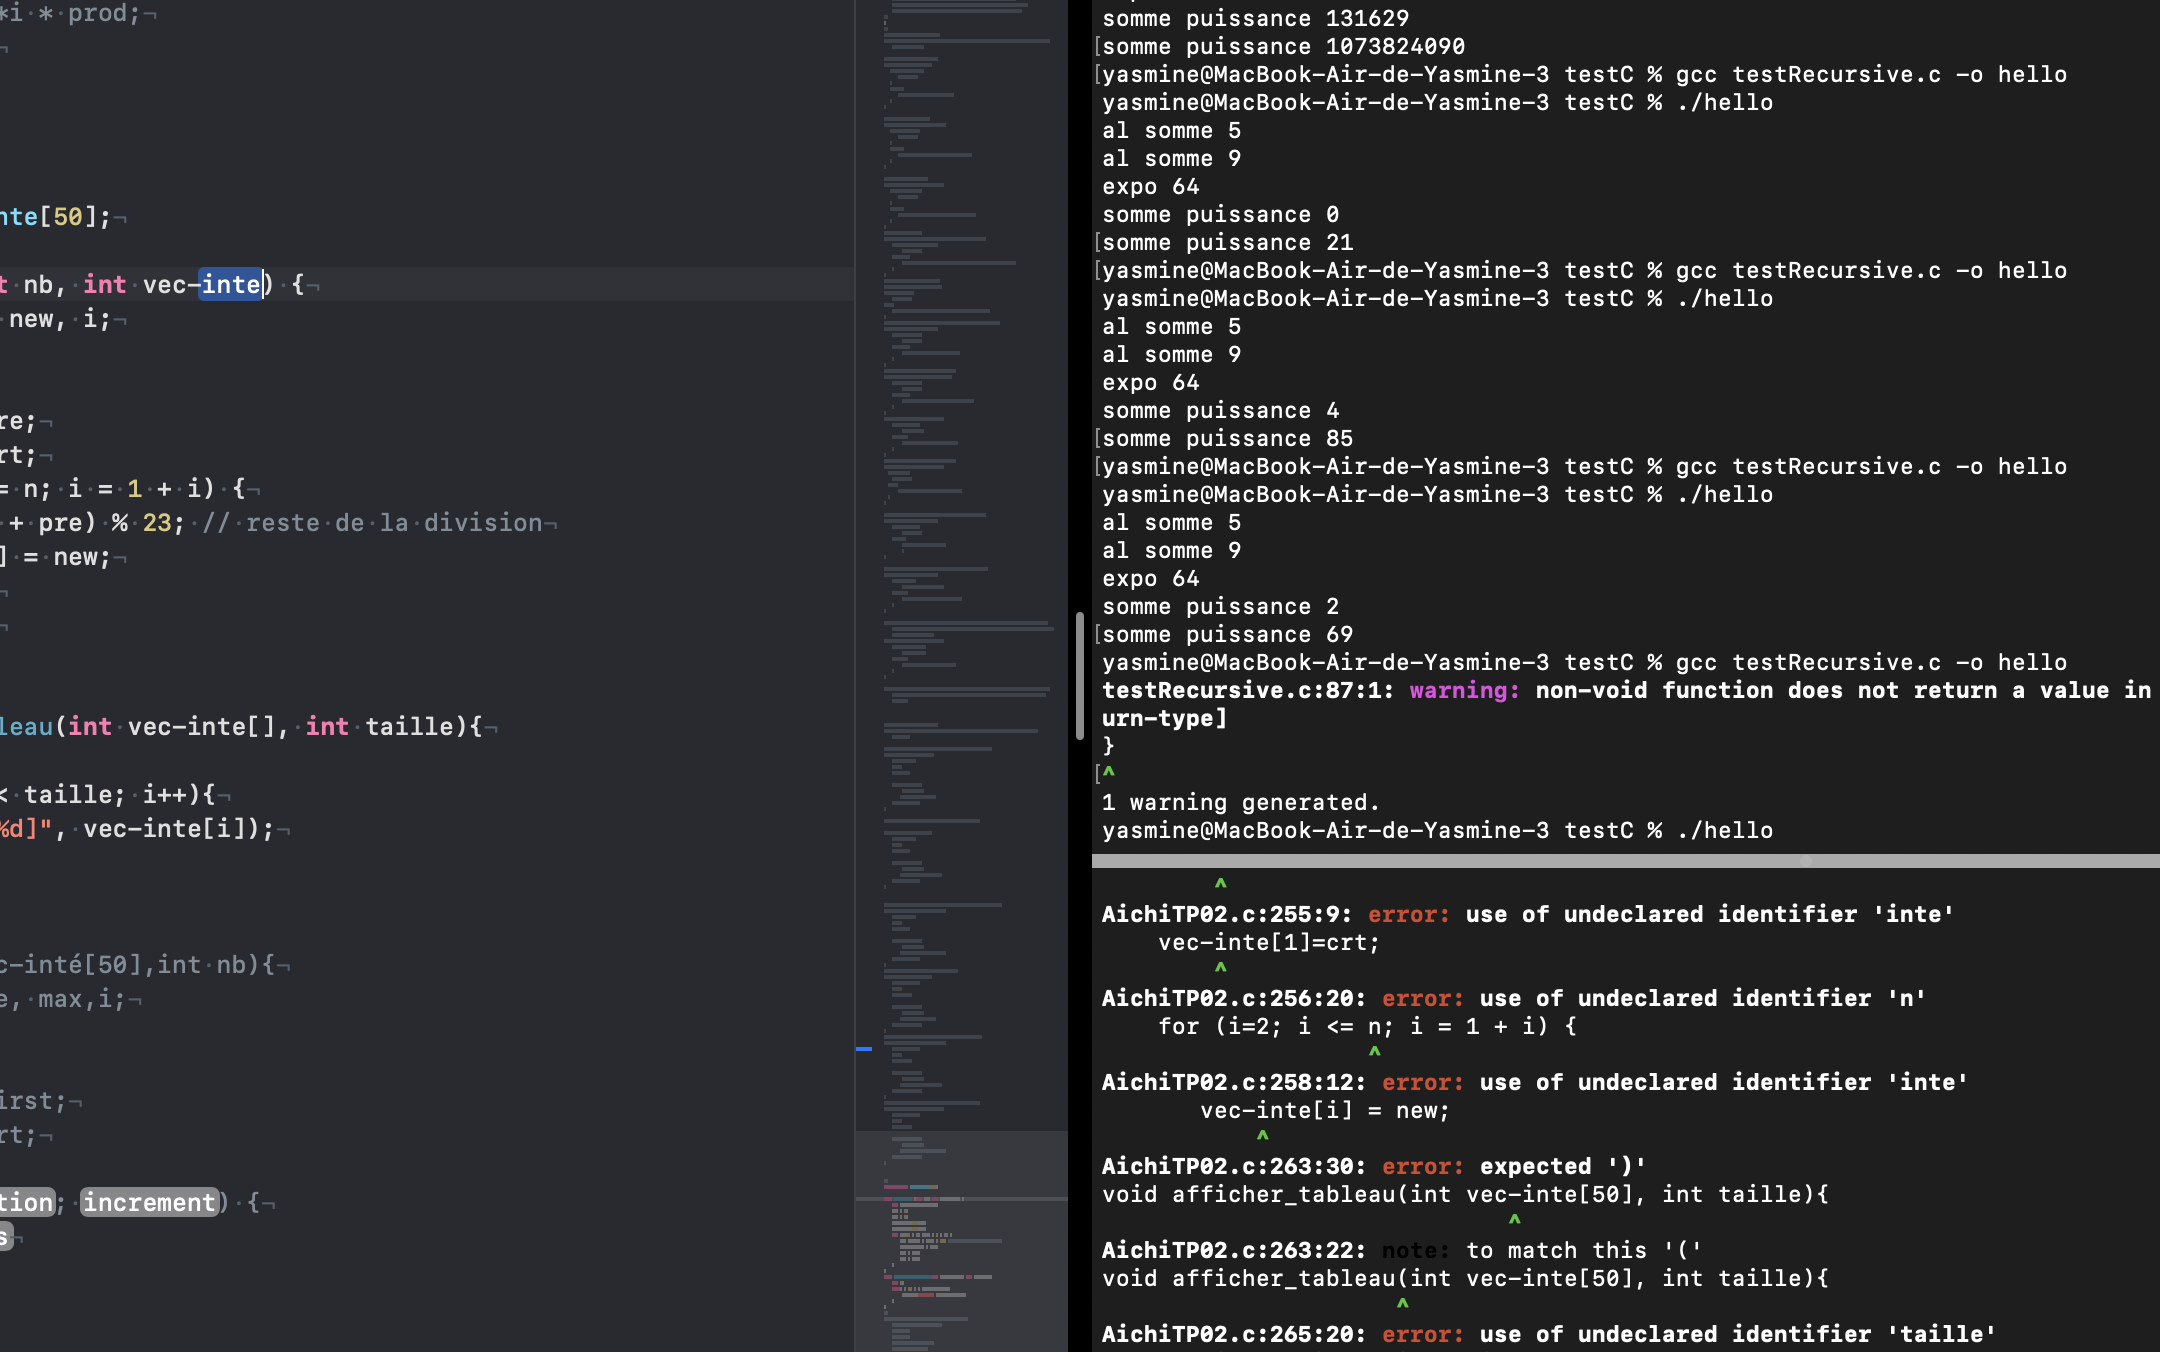 *i * prod;
nte[50];
t nb, int vec-inte) {
new, i;
re;
rt;
= n; i = 1 + i) {
+ pre) % 23; // reste de la division
] = new;
leau(int vec-inte[], int taille){
< taille; i++){
%d]", vec-inte[i]);
c-inté[50],int nb){
e, max,i;
irst;
rt;
tion; increment) {
s
somme puissance 131629
[somme puissance 1073824090
[yasmine@MacBook-Air-de-Yasmine-3 testC % gcc testRecursive.c -o hello
yasmine@MacBook-Air-de-Yasmine-3 testC % ./hello
al somme 5
al somme 9
expo 64
somme puissance 0
[somme puissance 21
[yasmine@MacBook-Air-de-Yasmine-3 testC % gcc testRecursive.c -o hello
yasmine@MacBook-Air-de-Yasmine-3 testC % ./hello
al somme 5
al somme 9
expo 64
somme puissance 4
[somme puissance 85
[yasmine@MacBook-Air-de-Yasmine-3 testC % gcc testRecursive.c -o hello
yasmine@MacBook-Air-de-Yasmine-3 testC % ./hello
al somme 5
al somme 9
expo 64
somme puissance 2
[somme puissance 69
yasmine@MacBook-Air-de-Yasmine-3 testC % gcc testRecursive.c -o hello
testRecursive.c:87:1: warning: non-void function does not return a value in
urn-type]
}
[^
1 warning generated.
yasmine@MacBook-Air-de-Yasmine-3 testC % ./hello
^
AichiTP02.c:255:9: error: use of undeclared identifier 'inte'
vec-inte[1]=crt;
^
AichiTP02.c:256:20: error: use of undeclared identifier 'n'
for (i=2; i <= n; i = 1 + i) {
^
AichiTP02.c:258:12: error: use of undeclared identifier 'inte'
vec-inte[i] = new;
^
AichiTP02.c:263:30: error: expected ')'
void afficher_tableau(int vec-inte[50], int taille){
^
AichiTP02.c:263:22: note: to match this '('
void afficher_tableau(int vec-inte[50], int taille){
^
AichiTP02.c:265:20: error: use of undeclared identifier 'taille'